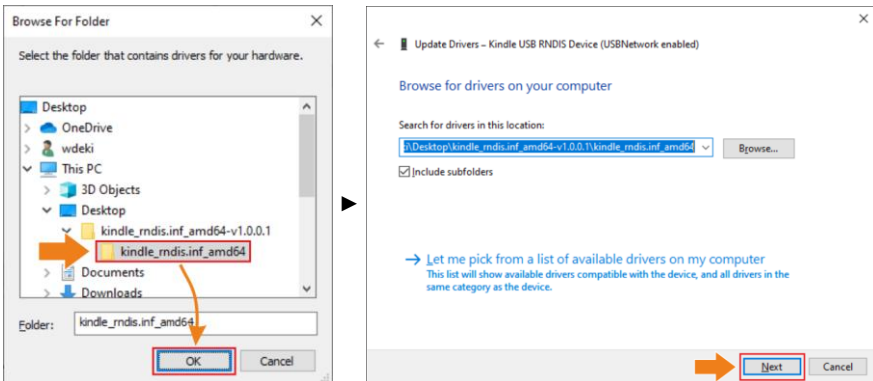 Browse For Folder
Select the folder that contains drivers for your hardware.
Desktop
OneDrive
wdeki
This PC
3D Objects
Desktop
kindle_rndis.inf_amd64-v1.0.0.1
kindle_rndis.inf_amd64
Documents
Downloads
Folder: kindle_rndis.inf_amd64
OK Cancel
Update Drivers – Kindle USB RNDIS Device (USBNetwork enabled)
Browse for drivers on your computer
Search for drivers in this location:
\Desktop\kindle_rndis.inf_amd64-v1.0.0.1\kindle_rndis.inf_amd64 Browse...
Include subfolders
Let me pick from a list of available drivers on my computer
This list will show available drivers compatible with the device, and all drivers in the
same category as the device.
Next Cancel